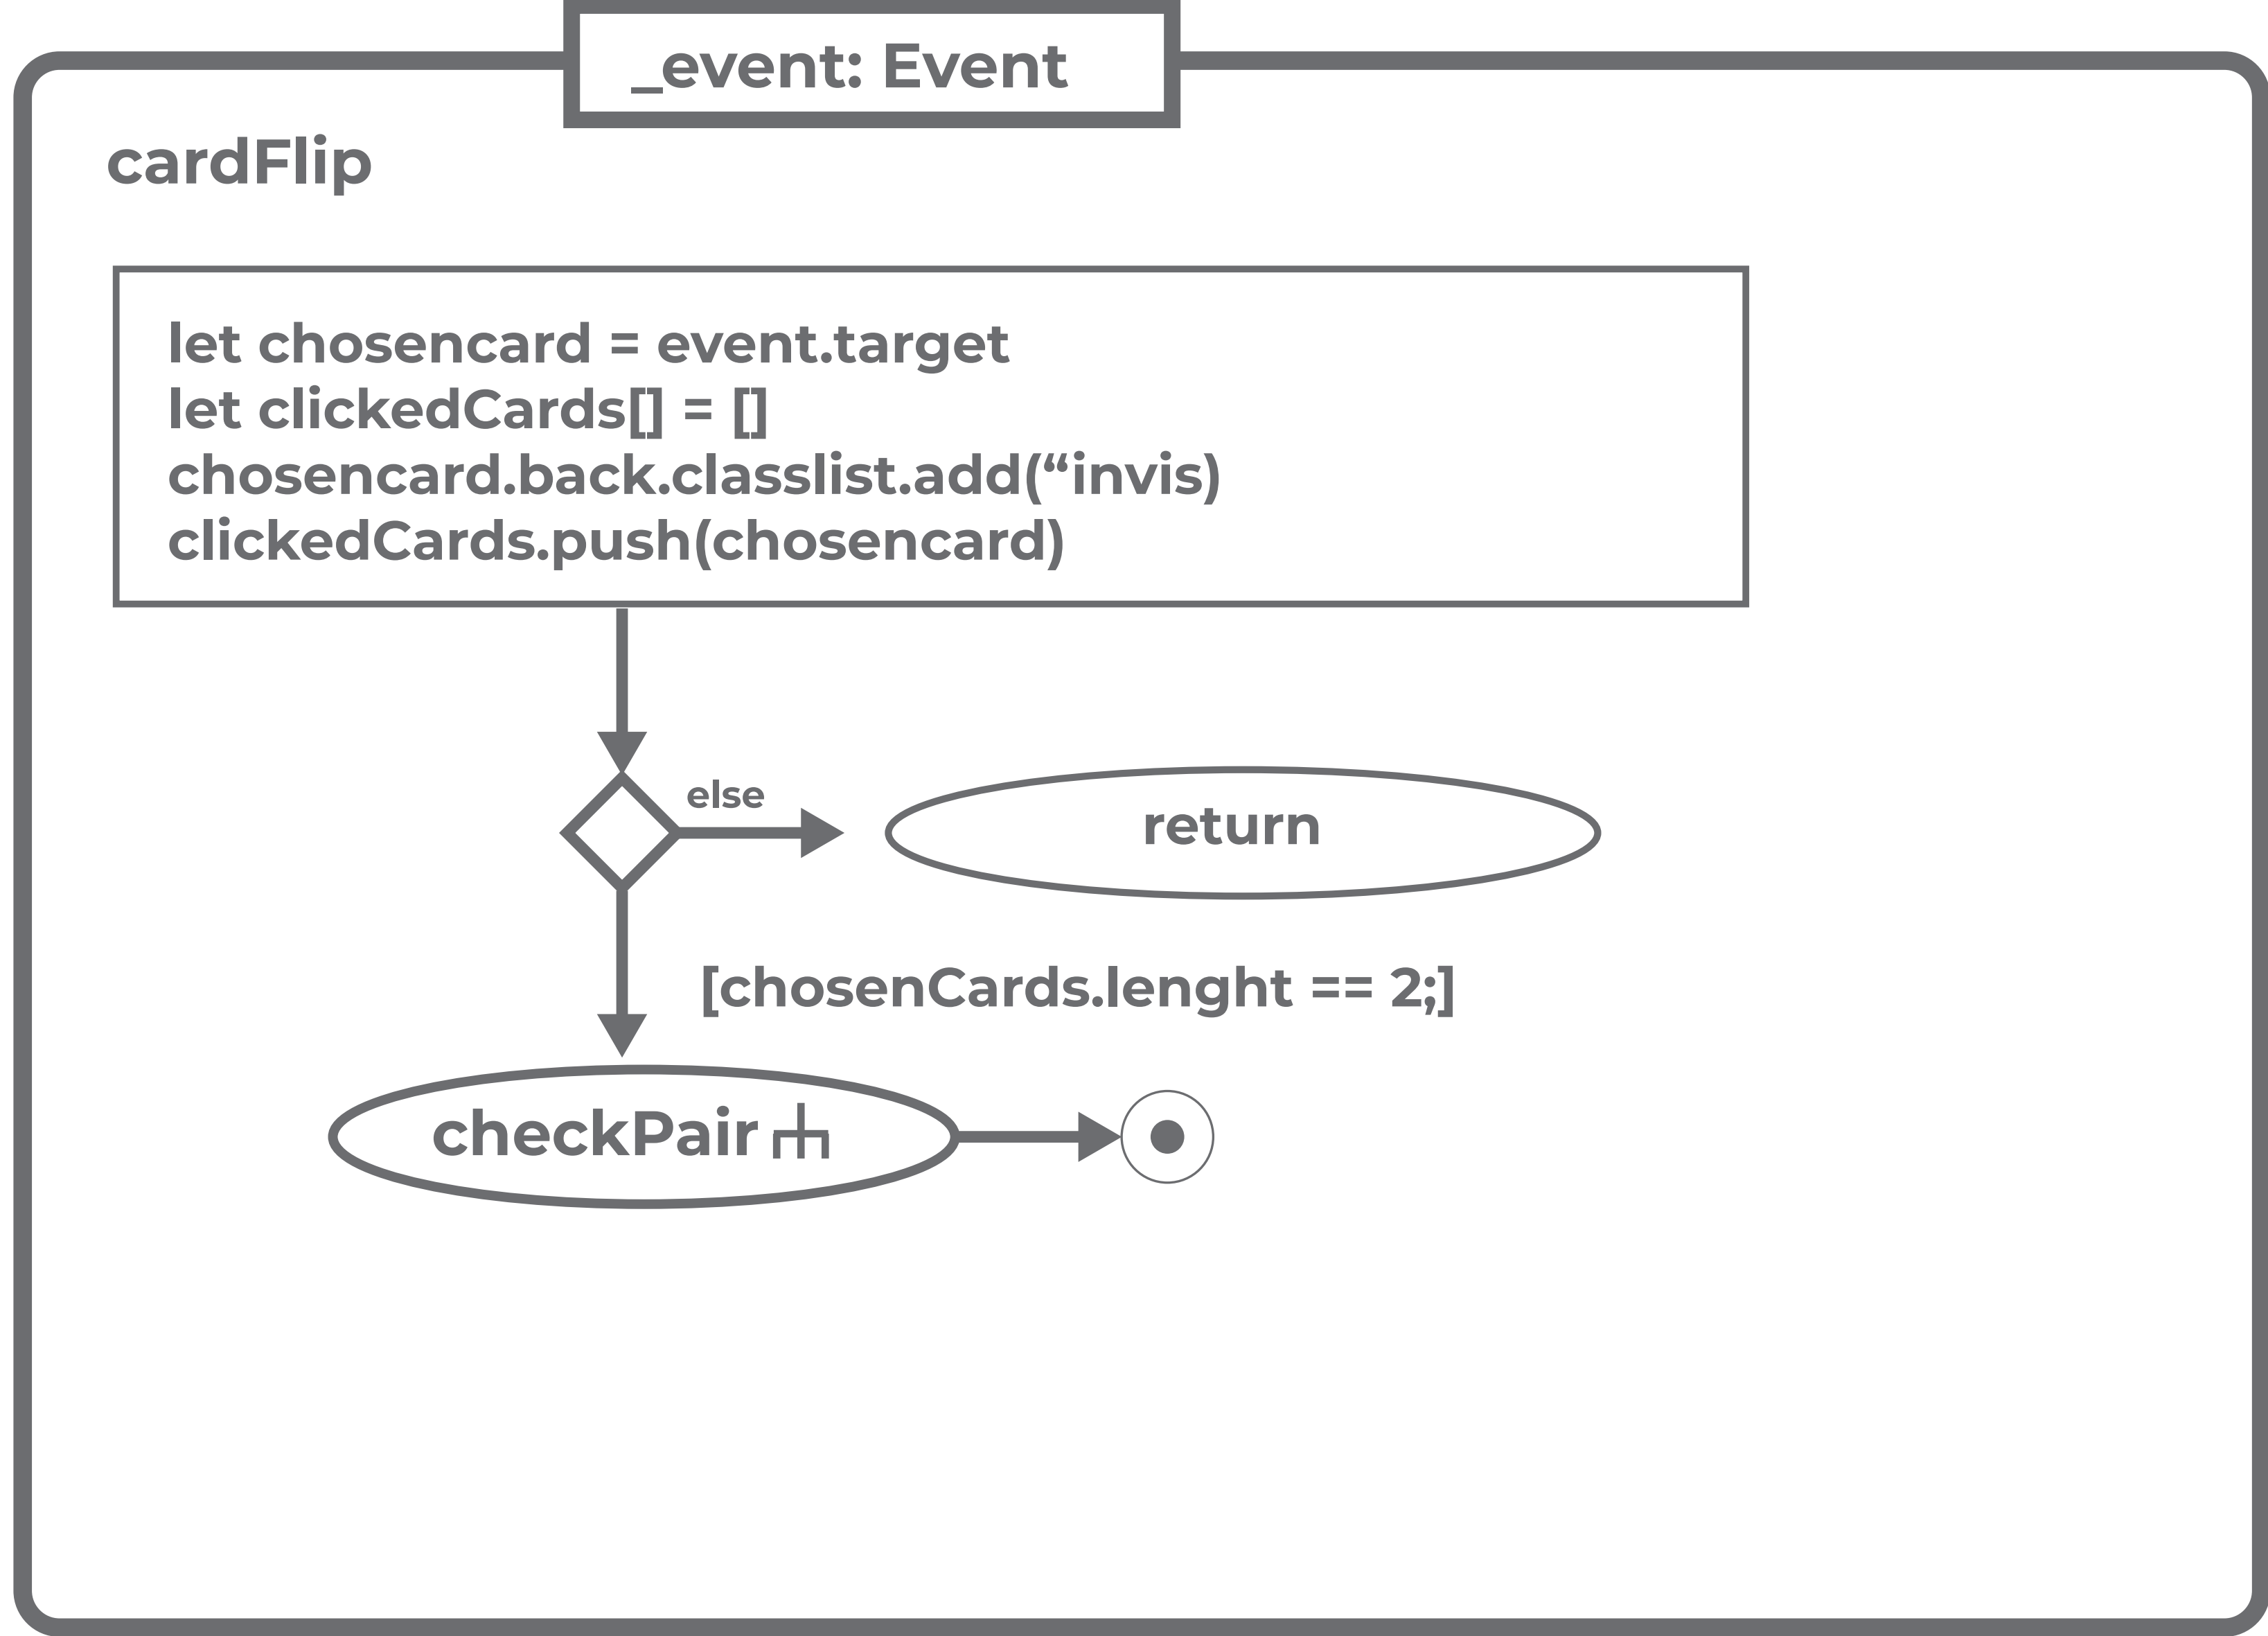 _event: Event
cardFlip
let chosencard = event.target
let clickedCards[] = []
chosencard.back.classlist.add(“invis)
clickedCards.push(chosencard)
else
return
[chosenCards.lenght == 2;]
checkPair